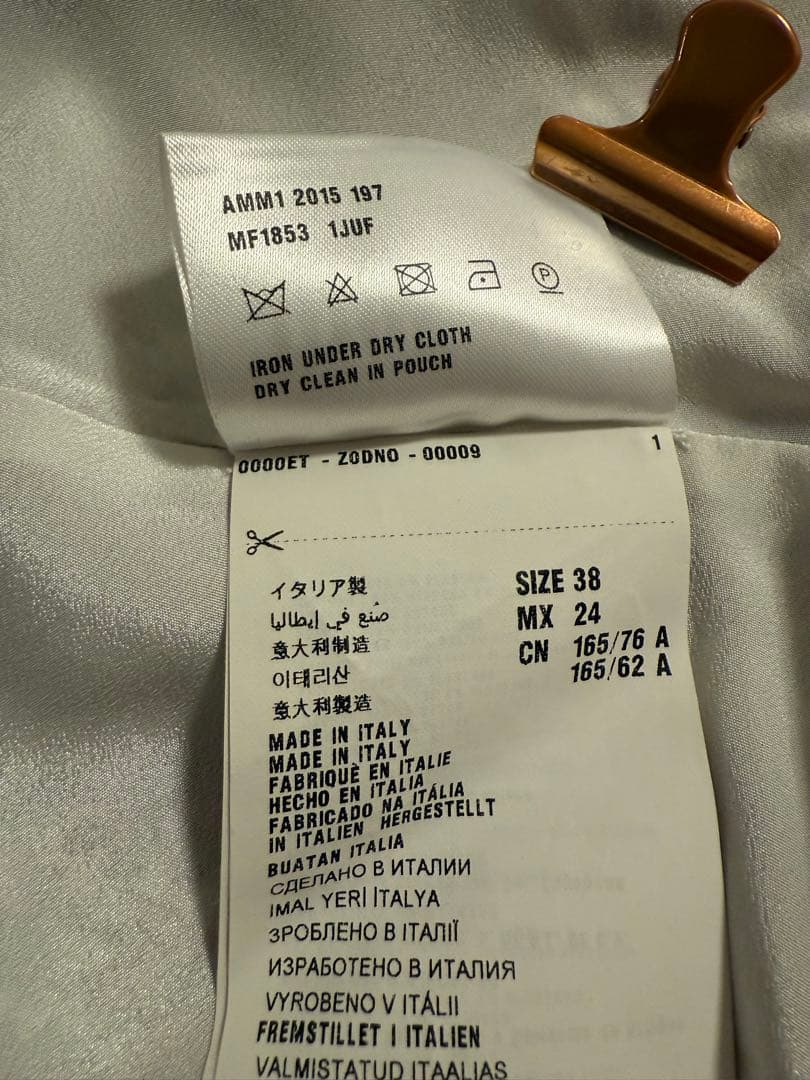 AMM1 2015 197
MF1853 1JUF
P
IRON UNDER DRY CLOTH
DRY CLEAN IN POUCH
0000ET - ZODNO - 00009 1
イタリア製
صُنع في إيطاليا
意大利制造
이태리산
意大利製造
SIZE 38
MX 24
CN 165/76 A
165/62 A
MADE IN ITALY
MADE IN ITALY
FABRIQUÈ EN ITALIE
HECHO EN ITALIA
FABRICADO NA ITÁLIA
IN ITALIEN HERGESTELLT
BUATAN ITALIA
СДЕЛАНО В ИТАЛИИ
IMAL YERİ İTALYA
ЗРОБЛЕНО В ІТАЛІЇ
ИЗРАБОТЕНО В ИТАЛИЯ
VYROBENO V ITÁLII
FREMSTILLET I ITALIEN
VALMISTATUD ITAALIAS